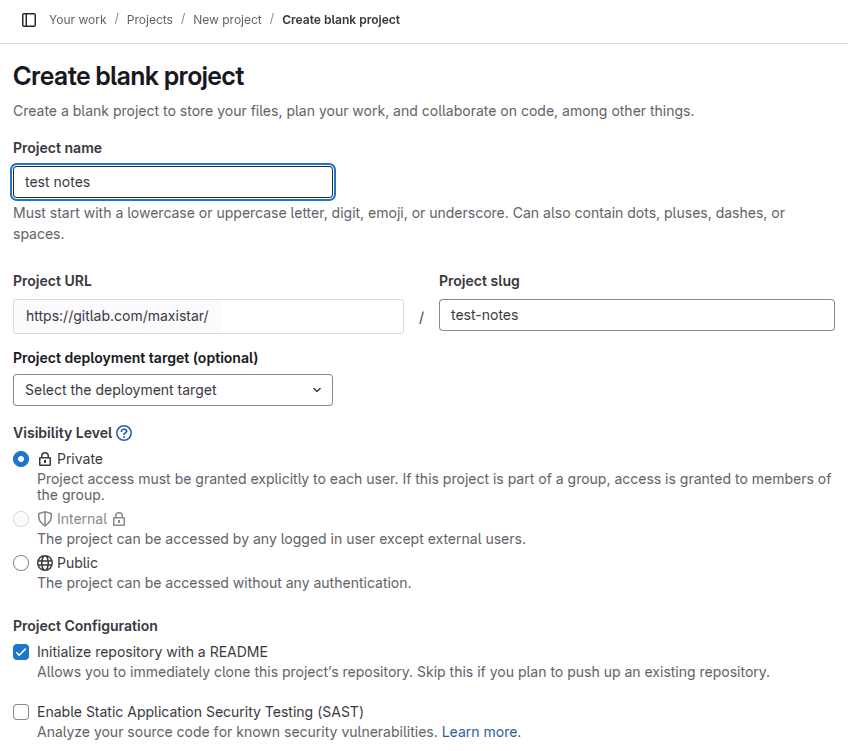 Your work / Projects / New project / Create blank project
Create blank project
Create a blank project to store your files, plan your work, and collaborate on code, among other things.
Project name
test notes
Must start with a lowercase or uppercase letter, digit, emoji, or underscore. Can also contain dots, pluses, dashes, or
spaces.
Project URL
https://gitlab.com/maxistar/
/
Project slug
test-notes
Project deployment target (optional)
Select the deployment target
Visibility Level
Private
Project access must be granted explicitly to each user. If this project is part of a group, access is granted to members of
the group.
Internal
The project can be accessed by any logged in user except external users.
Public
The project can be accessed without any authentication.
Project Configuration
Initialize repository with a README
Allows you to immediately clone this project's repository. Skip this if you plan to push up an existing repository.
Enable Static Application Security Testing (SAST)
Analyze your source code for known security vulnerabilities. Learn more.